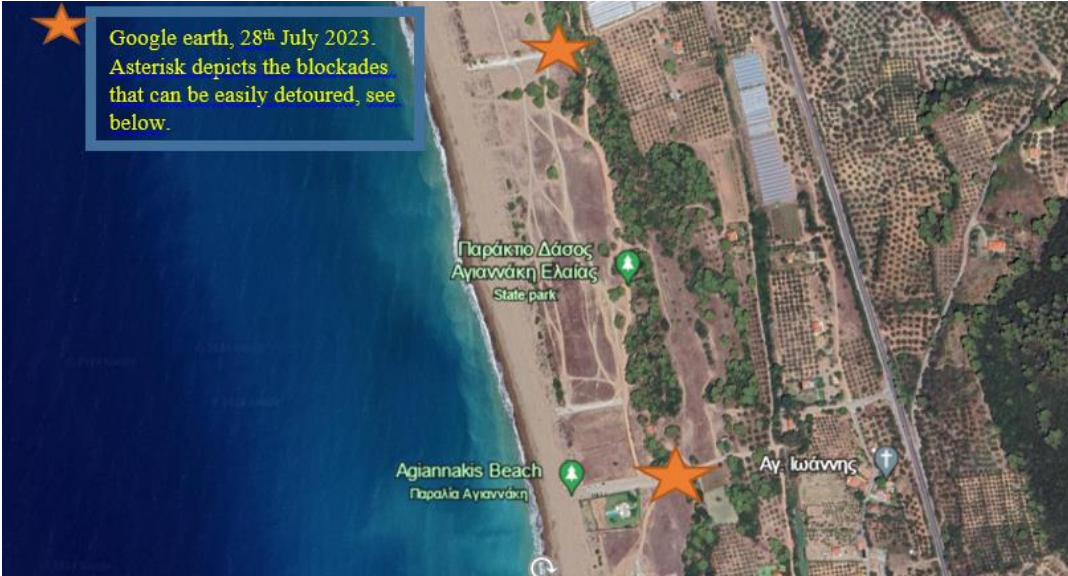 Google earth, 28th July 2023.
Asterisk depicts the blockades
that can be easily detoured, see
below.
Παράκτιο Δάσος
Αγιαννάκη Ελαίας
State park
Agiannakis Beach
Παραλία Αγιαννάκη
Αγ. Ιωάννης